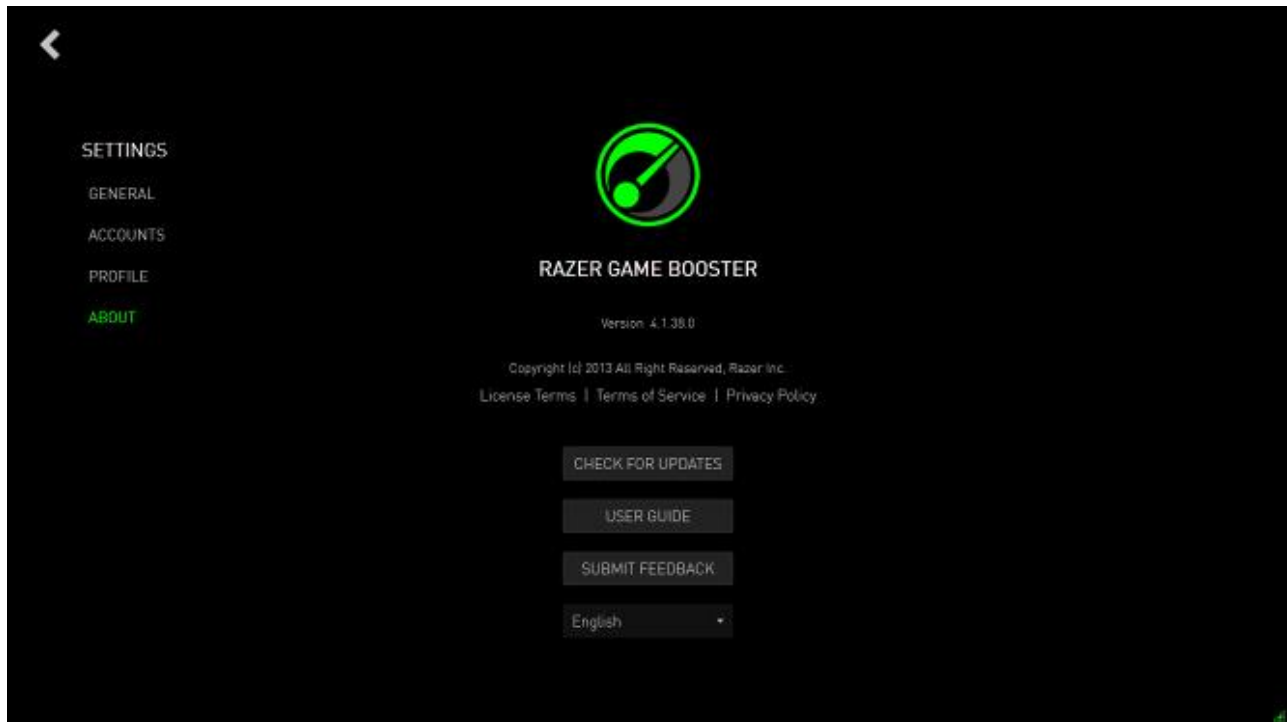 SETTINGS
GENERAL
ACCOUNTS
PROFILE
ABOUT
RAZER GAME BOOSTER
Version 4.1.38.0
Copyright (c) 2013 All Right Reserved, Razer Inc.
License Terms | Terms of Service | Privacy Policy
CHECK FOR UPDATES
USER GUIDE
SUBMIT FEEDBACK
English